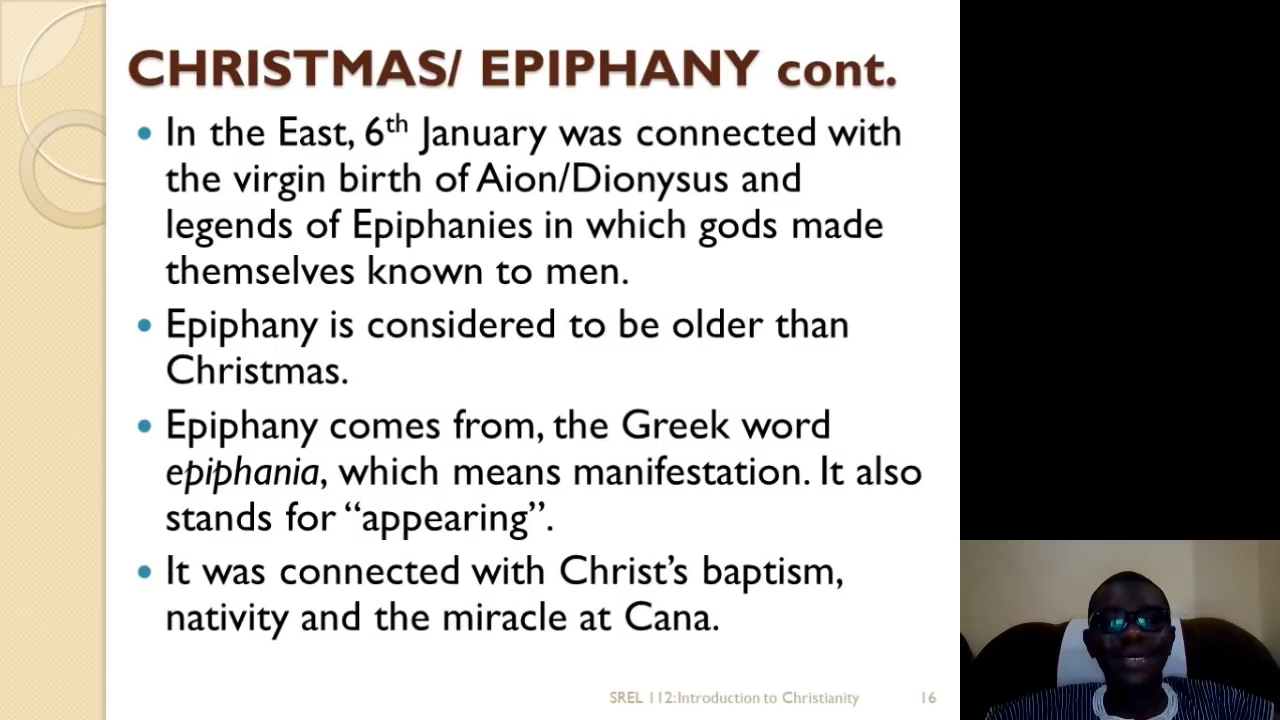 CHRISTMAS/ EPIPHANY cont.
• In the East, 6th January was connected with
the virgin birth of Aion/Dionysus and
legends of Epiphanies in which gods made
themselves known to men.
• Epiphany is considered to be older than
Christmas.
• Epiphany comes from, the Greek word
epiphania, which means manifestation. It also
stands for “appearing”.
• It was connected with Christ’s baptism,
nativity and the miracle at Cana.
SREL 112:Introduction to Christianity 16